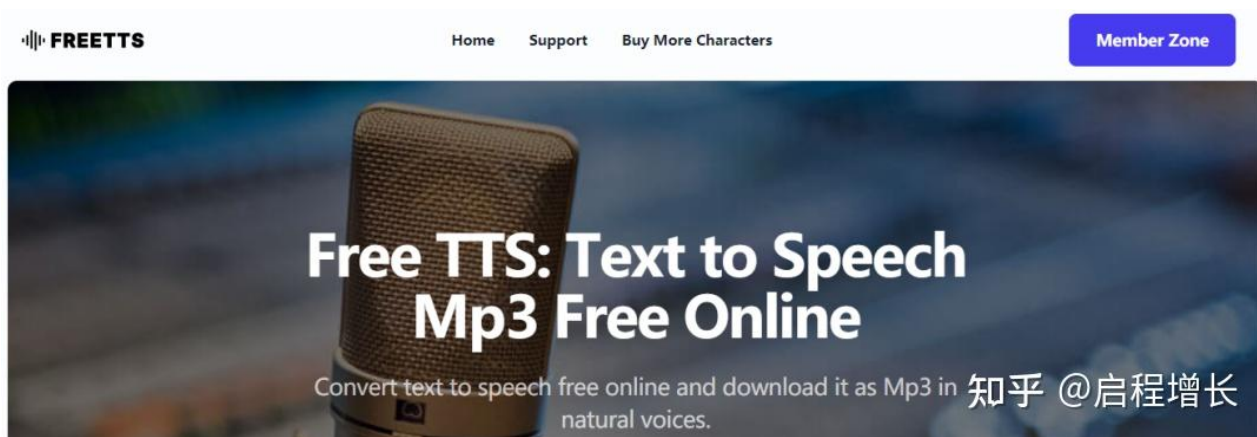 FREETTS
Home Support Buy More Characters
Member Zone
Free TTS: Text to Speech
Mp3 Free Online
Convert text to speech free online and download it as Mp3 in
natural voices.
知乎 @启程增长